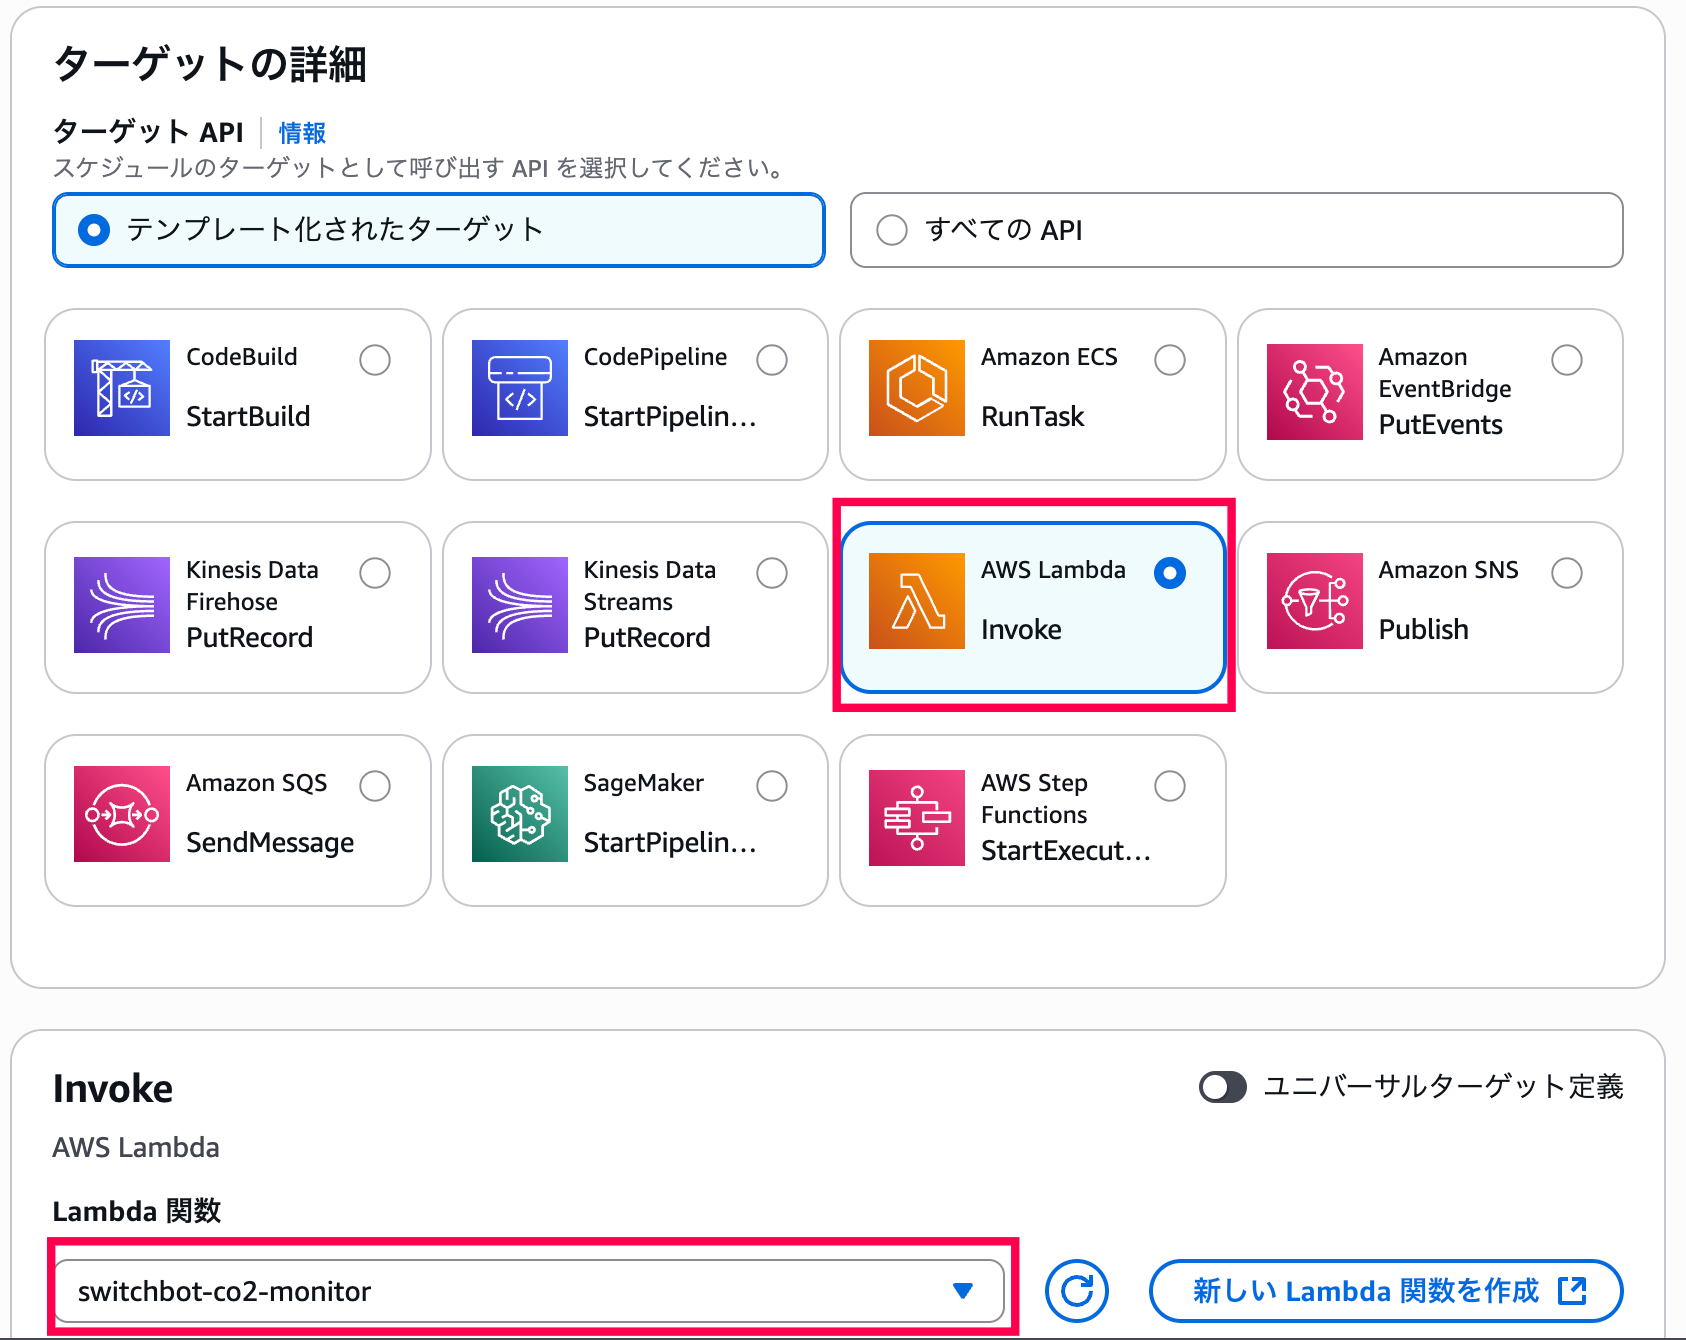 ターゲットの詳細
ターゲット API 情報
スケジュールのターゲットとして呼び出す API を選択してください。
テンプレート化されたターゲット
すべての API
CodeBuild
StartBuild
CodePipeline
StartPipelin...
Amazon ECS
RunTask
Amazon
EventBridge
PutEvents
Kinesis Data
Firehose
PutRecord
Kinesis Data
Streams
PutRecord
AWS Lambda
Invoke
Amazon SNS
Publish
Amazon SQS
SendMessage
SageMaker
StartPipelin...
AWS Step
Functions
StartExecut...
Invoke
ユニバーサルターゲット定義
AWS Lambda
Lambda 関数
switchbot-co2-monitor
新しい Lambda 関数を作成